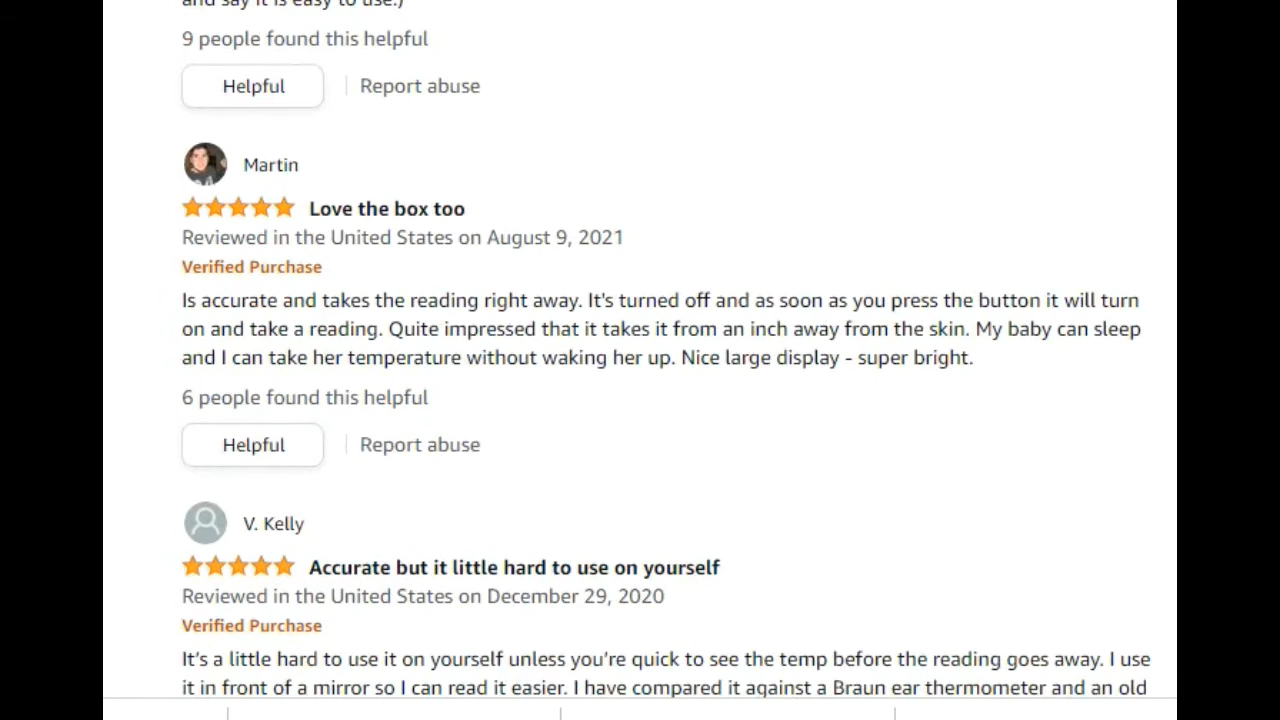 and say it is easy to use.)
9 people found this helpful
Helpful
Report abuse
Martin
Love the box too
Reviewed in the United States on August 9, 2021
Verified Purchase
Is accurate and takes the reading right away. It's turned off and as soon as you press the button it will turn
on and take a reading. Quite impressed that it takes it from an inch away from the skin. My baby can sleep
and I can take her temperature without waking her up. Nice large display - super bright.
6 people found this helpful
Helpful
Report abuse
V. Kelly
Accurate but it little hard to use on yourself
Reviewed in the United States on December 29, 2020
Verified Purchase
It’s a little hard to use it on yourself unless you’re quick to see the temp before the reading goes away. I use
it in front of a mirror so I can read it easier. I have compared it against a Braun ear thermometer and an old